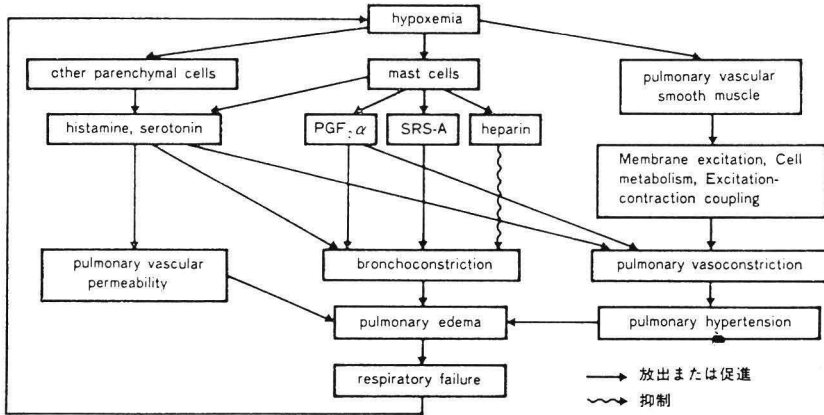 hypoxemia
other parenchymal cells
mast cells
pulmonary vascular
smooth muscle
histamine, serotonin
PGF₂α
SRS-A
heparin
Membrane excitation, Cell
metabolism, Excitation-
contraction coupling
pulmonary vascular
permeability
bronchoconstriction
pulmonary vasoconstriction
pulmonary edema
pulmonary hypertension
respiratory failure
放出または促進
抑制